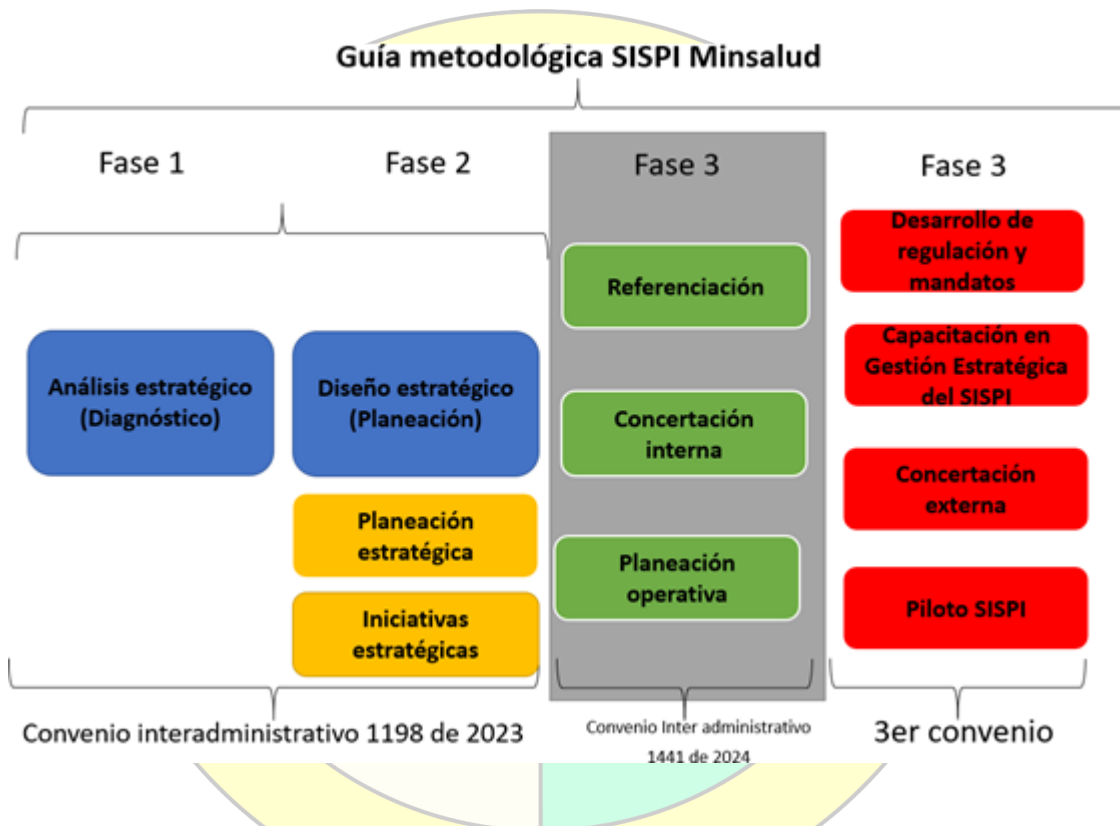 Guía metodológica SISPI Minsalud
Fase 1
Fase 2
Fase 3
Fase 3
Análisis estratégico
(Diagnóstico)
Diseño estratégico
(Planeación)
Planeación
estratégica
Iniciativas
estratégicas
Referenciación
Concertación
interna
Planeación
operativa
Desarrollo de
regulación y
mandatos
Capacitación en
Gestión Estratégica
del SISPI
Concertación
externa
Piloto SISPI
Convenio interadministrativo 1198 de 2023
Convenio Inter administrativo
1441 de 2024
3er convenio